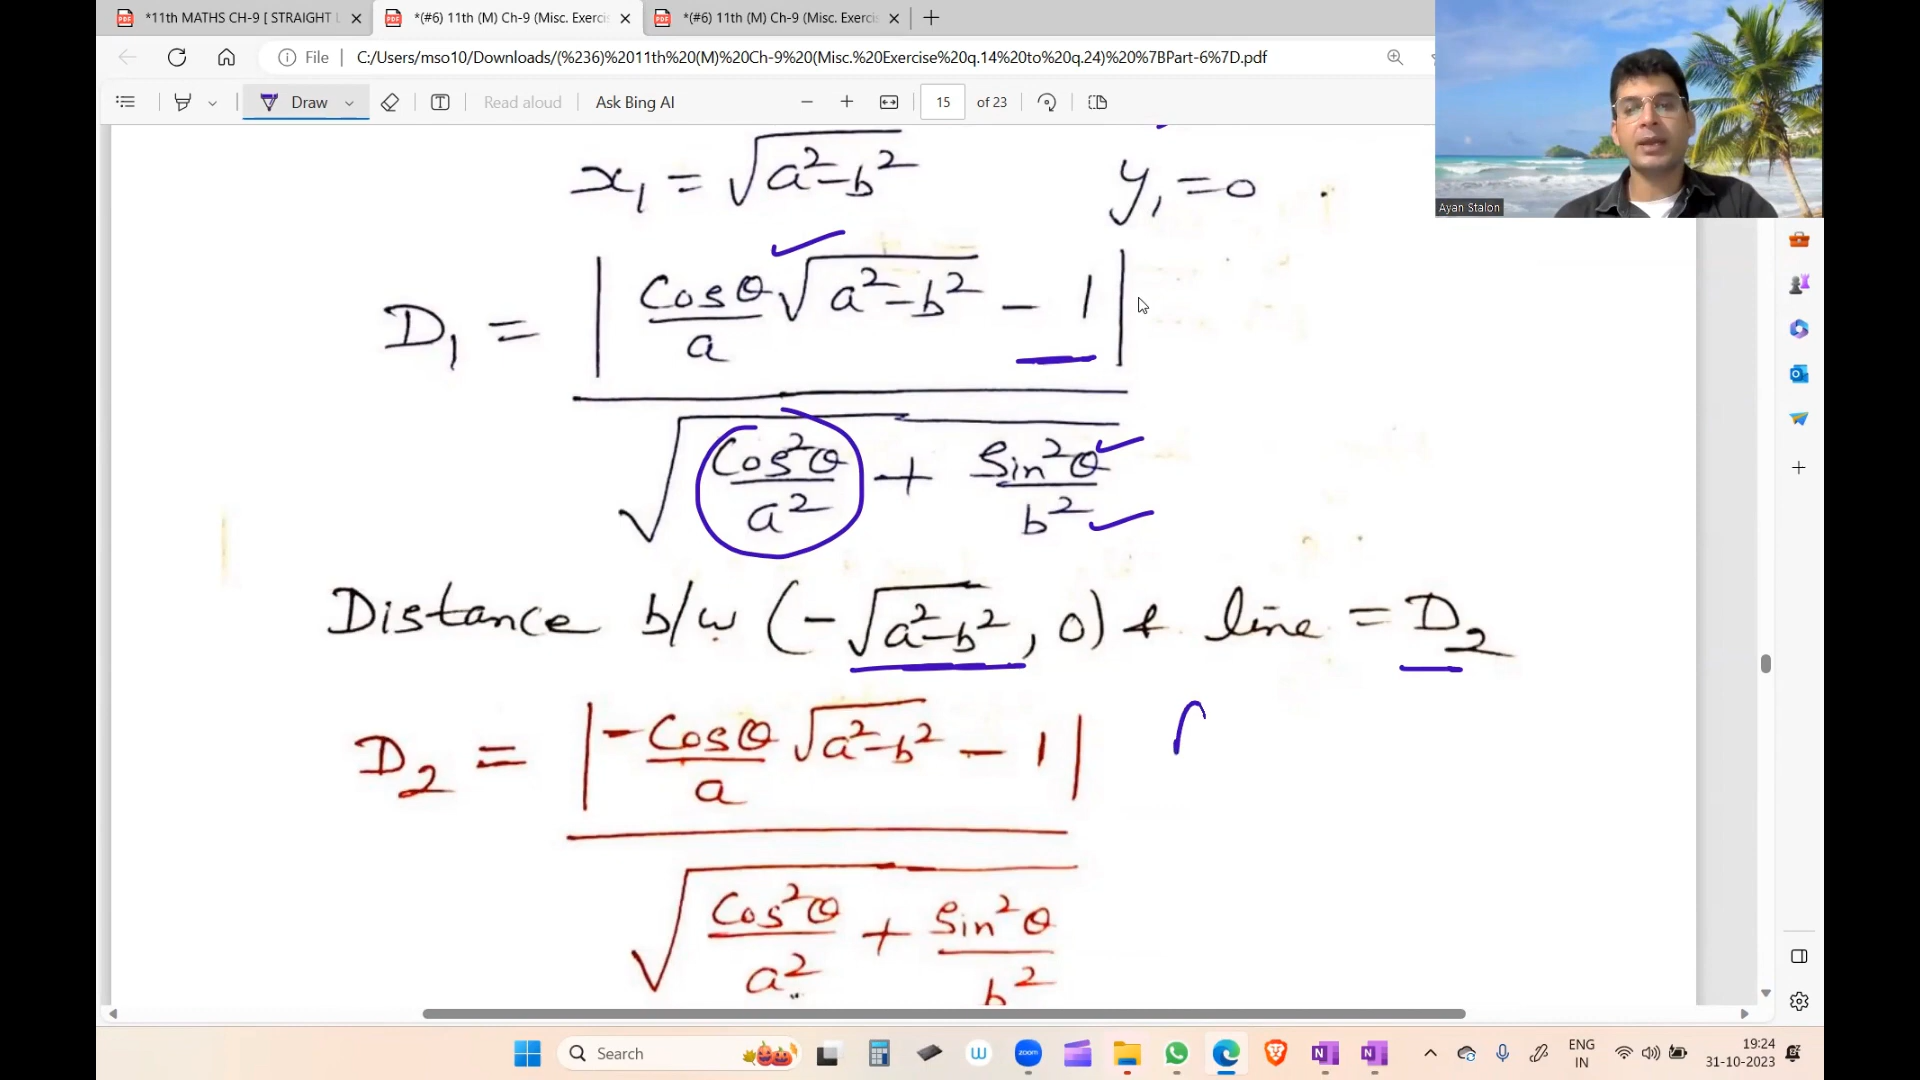 *11th MATHS CH-9 [ STRAIGHT L
*(#6) 11th (M) Ch-9 (Misc. Exercis
*(#6) 11th (M) Ch-9 (Misc. Exercis
File C:/Users/mso10/Downloads/(%236)%2011th%20(M)%20Ch-9%20(Misc.%20Exercise%20q.14%20to%20q.24)%20%7BPart-6%7D.pdf
Draw Read aloud Ask Bing AI 15 of 23
Ayan Stalon
x₁ = √(a²-b²) y₁ = 0
D₁ = |Cosθ/a √(a²-b²) - 1| / √(Cos²θ/a² + Sin²θ/b²)
Distance b/w (-√(a²-b²), 0) & line = D₂
D₂ = |-Cosθ/a √(a²-b²) - 1| / √(Cos²θ/a² + Sin²θ/b²)
Search zoom ENG 19:24
IN 31-10-2023